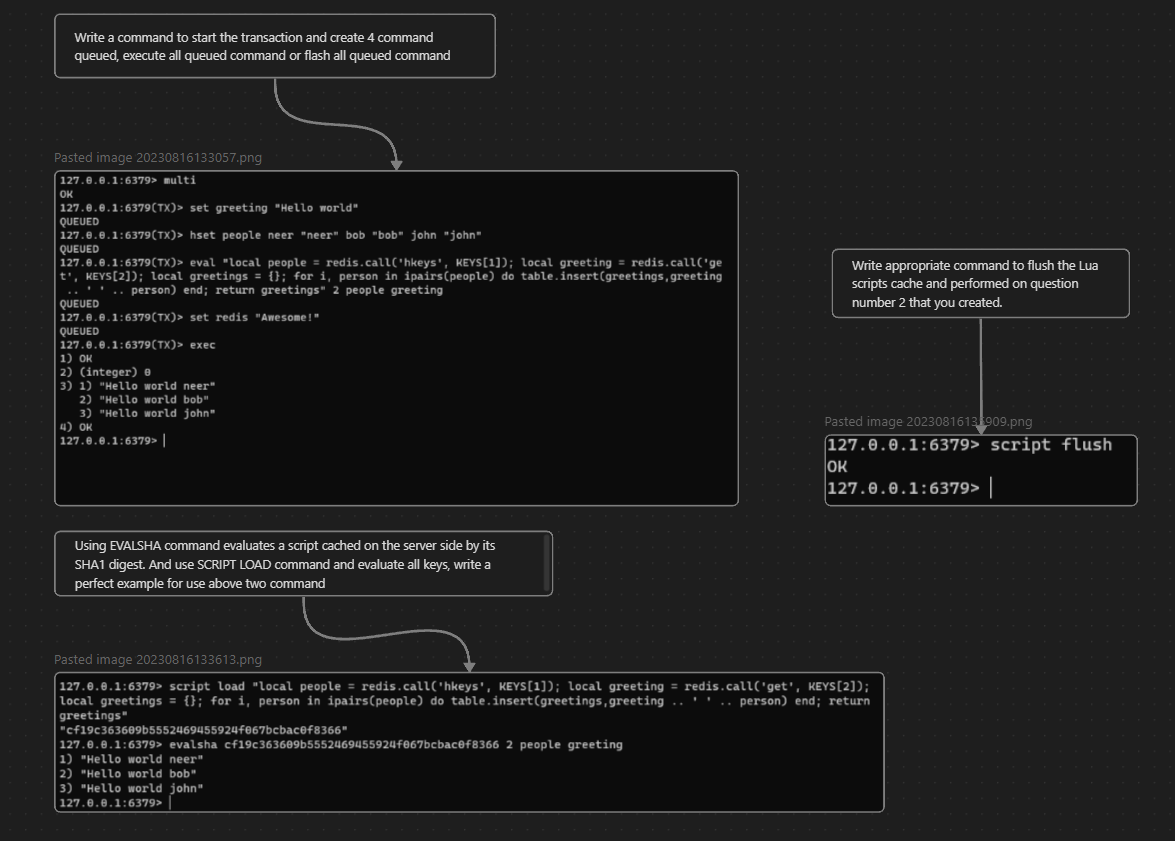 Write a command to start the transaction and create 4 command
queued, execute all queued command or flash all queued command
Pasted image 20230816133057.png
127.0.0.1:6379> multi
OK
127.0.0.1:6379(TX)> set greeting "Hello world"
QUEUED
127.0.0.1:6379(TX)> hset people neer "neer" bob "bob" john "john"
QUEUED
127.0.0.1:6379(TX)> eval "local people = redis.call('hkeys', KEYS[1]); local greeting = redis.call('ge
t', KEYS[2]); local greetings = {}; for i, person in ipairs(people) do table.insert(greetings,greeting
.. ' ' .. person) end; return greetings" 2 people greeting
QUEUED
127.0.0.1:6379(TX)> set redis "Awesome!"
QUEUED
127.0.0.1:6379(TX)> exec
1) OK
2) (integer) 0
3) 1) "Hello world neer"
2) "Hello world bob"
3) "Hello world john"
4) OK
127.0.0.1:6379>
Write appropriate command to flush the Lua
scripts cache and performed on question
number 2 that you created.
127.0.0.1:6379> script flush
OK
127.0.0.1:6379>
Using EVALSHA command evaluates a script cached on the server side by its
SHA1 digest. And use SCRIPT LOAD command and evaluate all keys, write a
perfect example for use above two command
Pasted image 20230816133613.png
127.0.0.1:6379> script load "local people = redis.call('hkeys', KEYS[1]); local greeting = redis.call('get', KEYS[2]);
local greetings = {}; for i, person in ipairs(people) do table.insert(greetings,greeting .. ' ' .. person) end; return
greetings"
"cf19c363609b5552469455924f067bcbac0f8366"
127.0.0.1:6379> evalsha cf19c363609b5552469455924f067bcbac0f8366 2 people greeting
1) "Hello world neer"
2) "Hello world bob"
3) "Hello world john"
127.0.0.1:6379>